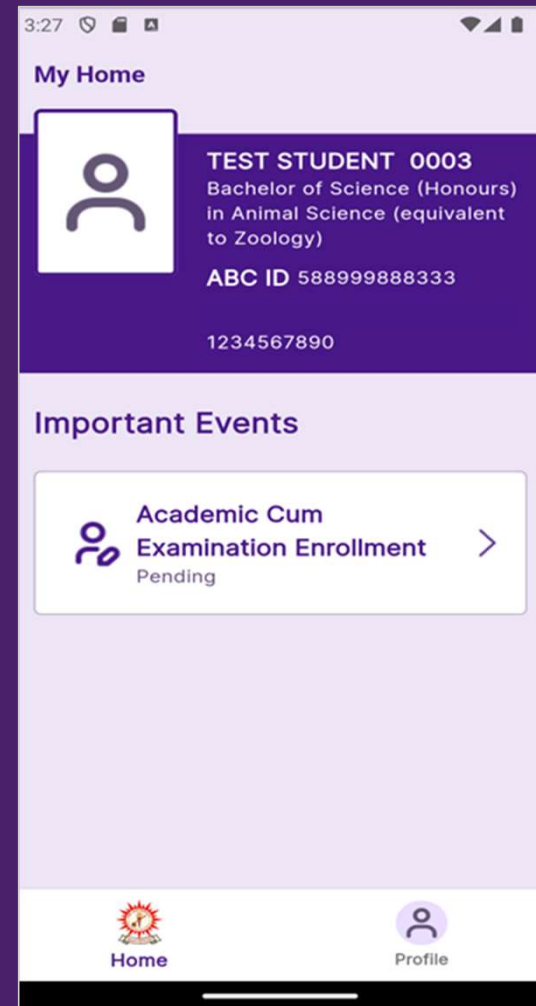 3:27
My Home
TEST STUDENT 0003
Bachelor of Science (Honours)
in Animal Science (equivalent
to Zoology)
ABC ID 588999888333
1234567890
Important Events
Academic Cum
Examination Enrollment
Pending
Home
Profile